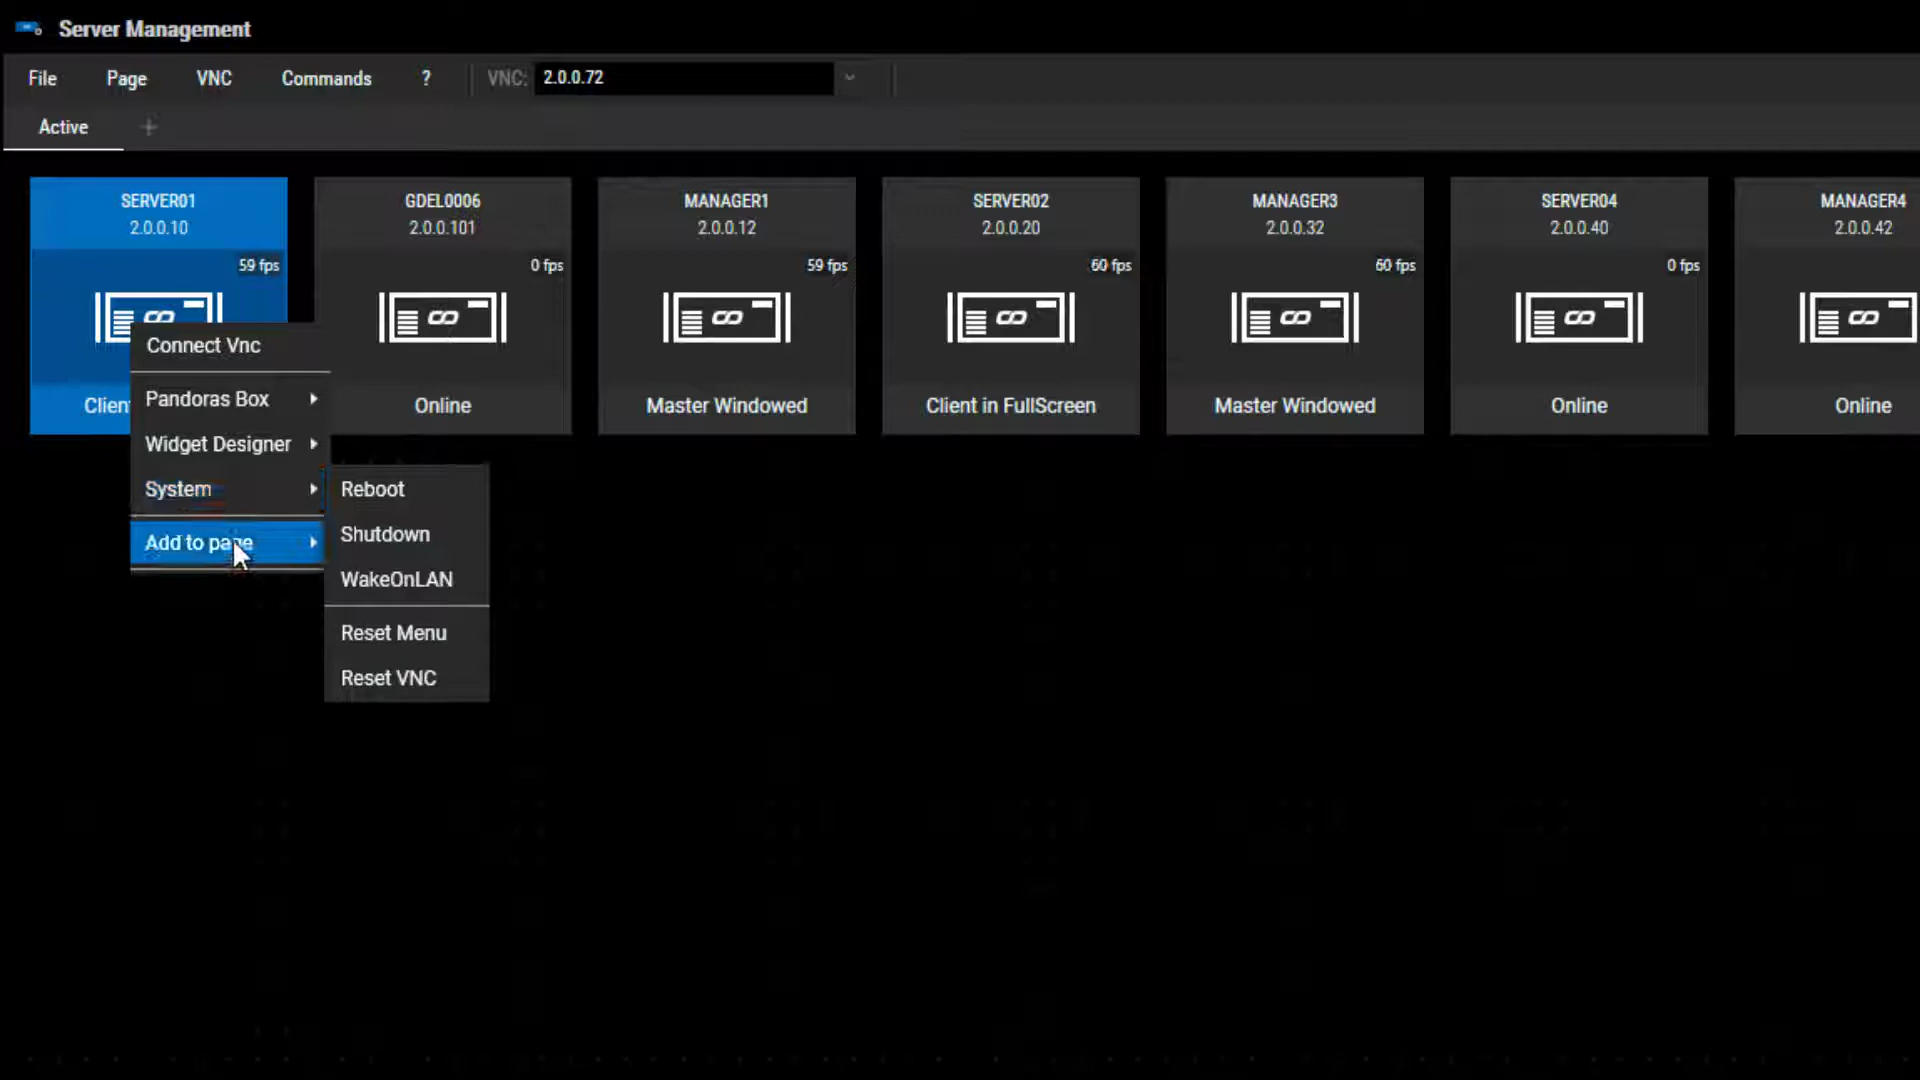 Server Management
File Page VNC Commands ? VNC: 2.0.0.72
Active +
SERVER01
2.0.0.10
59 fps
Client
GDEL0006
2.0.0.101
0 fps
Online
MANAGER1
2.0.0.12
59 fps
Master Windowed
SERVER02
2.0.0.20
60 fps
Client in FullScreen
MANAGER3
2.0.0.32
60 fps
Master Windowed
SERVER04
2.0.0.40
0 fps
Online
MANAGER4
2.0.0.42
Online
Connect Vnc
Pandoras Box
Widget Designer
System
Add to page
Reboot
Shutdown
WakeOnLAN
Reset Menu
Reset VNC